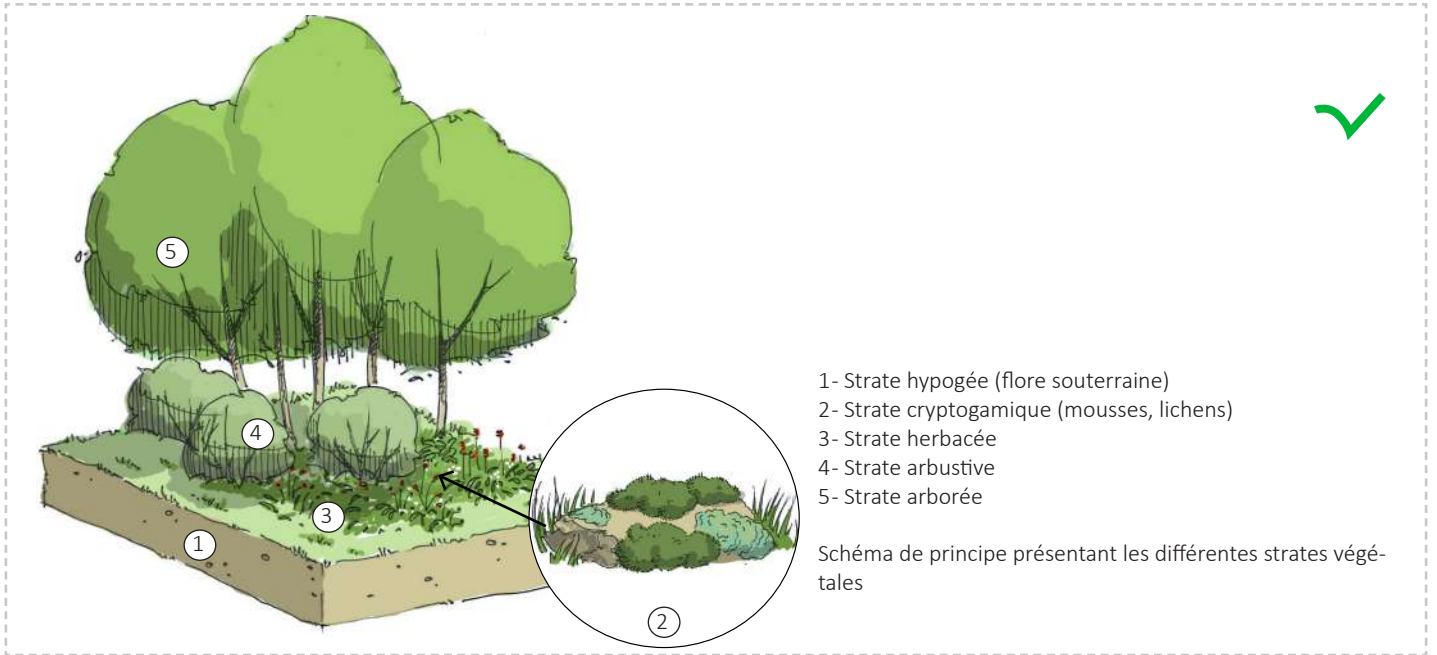 5
4
3
1
2
1- Strate hypogée (flore souterraine)
2- Strate cryptogamique (mousses, lichens)
3- Strate herbacée
4- Strate arbustive
5- Strate arborée
Schéma de principe présentant les différentes strates végé-
tales